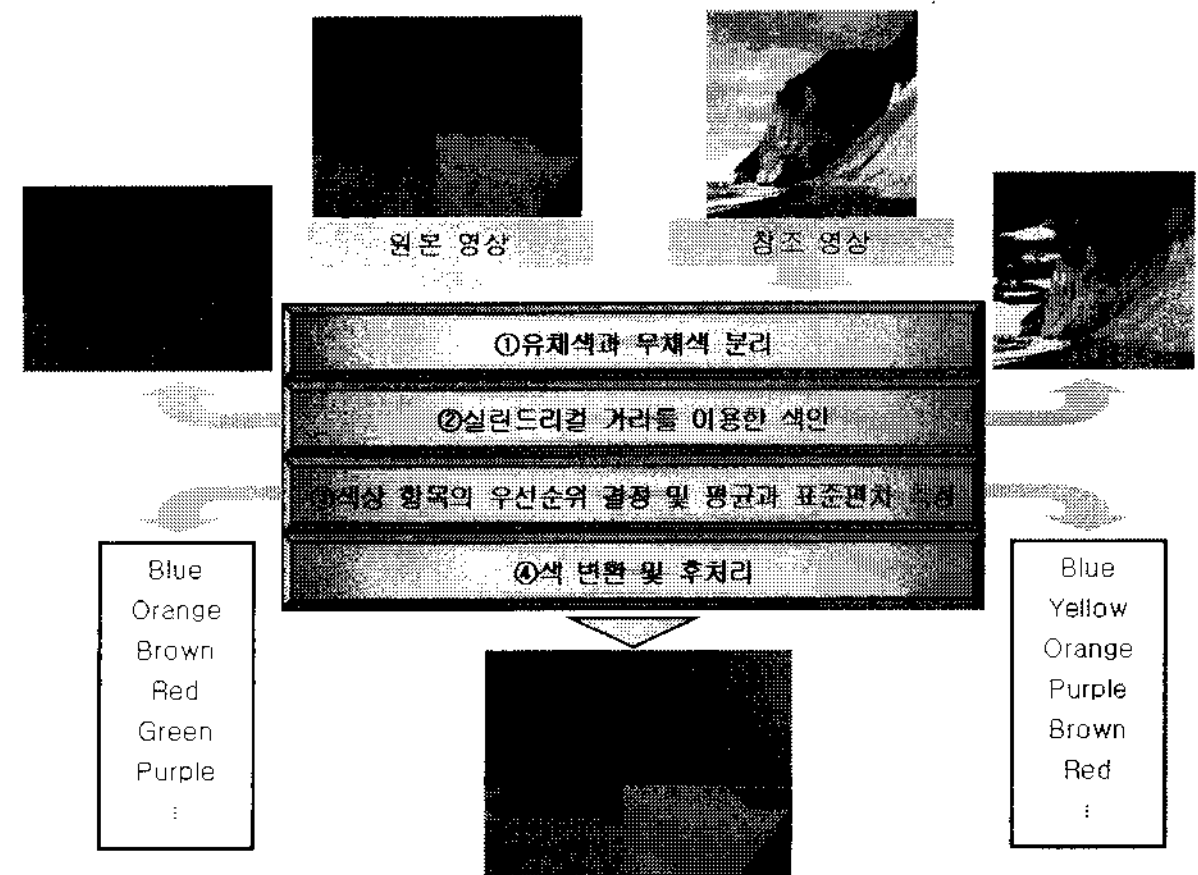 원본 영상
참조 영상
①유채색과 무채색 분리
②실린드리컬 거리를 이용한 색인
③색상 항목의 우선순위 결정 및 평균과 표준편차
④색 변환 및 후처리
Blue
Orange
Brown
Red
Green
Purple
⋮
Blue
Yellow
Orange
Purple
Brown
Red
⋮